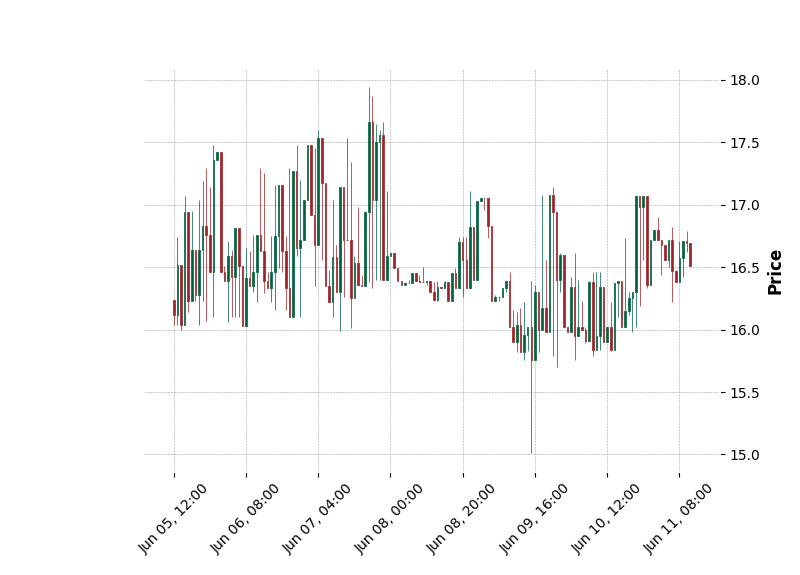 18.0
17.5
17.0
16.5
16.0
15.5
15.0
Price
Jun 05, 12:00
Jun 06, 08:00
Jun 07, 04:00
Jun 08, 00:00
Jun 08, 20:00
Jun 09, 16:00
Jun 10, 12:00
Jun 11, 08:00